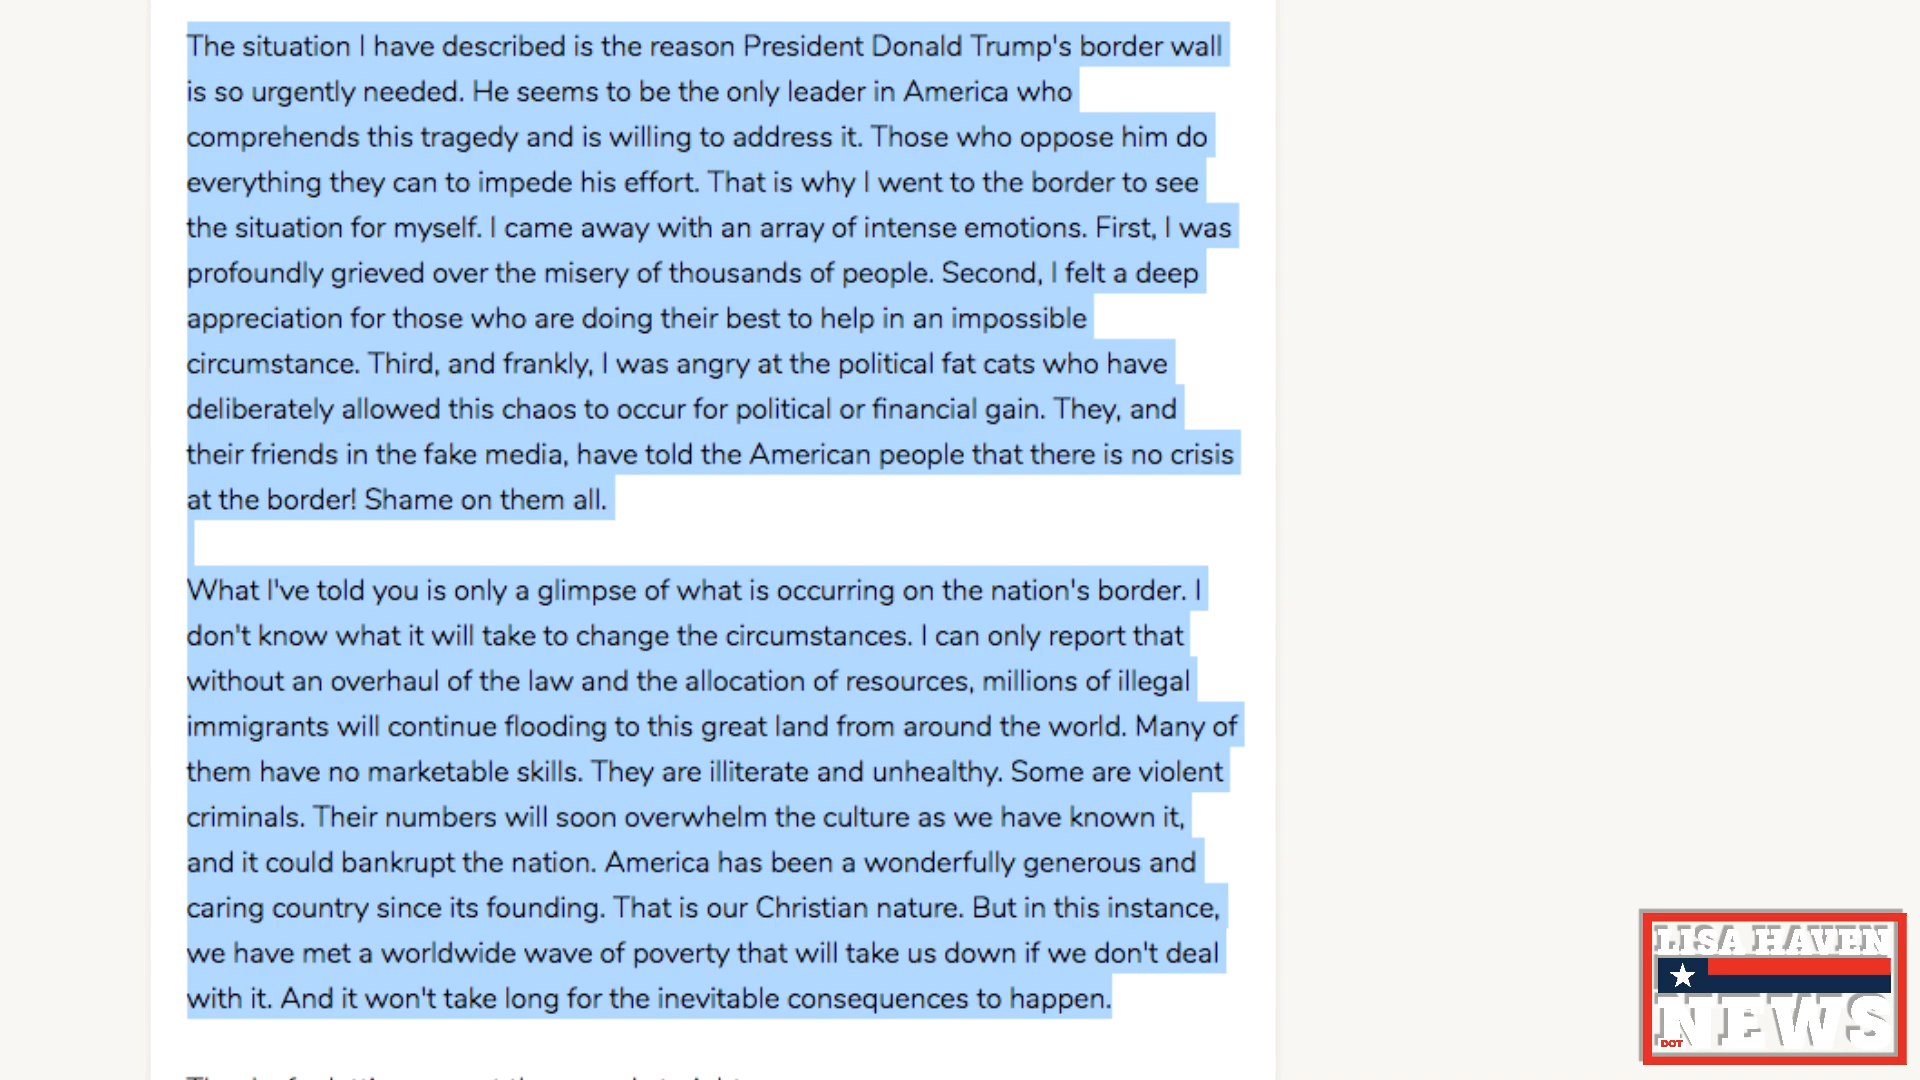 The situation I have described is the reason President Donald Trump's border wall
is so urgently needed. He seems to be the only leader in America who
comprehends this tragedy and is willing to address it. Those who oppose him do
everything they can to impede his effort. That is why I went to the border to see
the situation for myself. I came away with an array of intense emotions. First, I was
profoundly grieved over the misery of thousands of people. Second, I felt a deep
appreciation for those who are doing their best to help in an impossible
circumstance. Third, and frankly, I was angry at the political fat cats who have
deliberately allowed this chaos to occur for political or financial gain. They, and
their friends in the fake media, have told the American people that there is no crisis
at the border! Shame on them all.
What I've told you is only a glimpse of what is occurring on the nation's border. I
don't know what it will take to change the circumstances. I can only report that
without an overhaul of the law and the allocation of resources, millions of illegal
immigrants will continue flooding to this great land from around the world. Many of
them have no marketable skills. They are illiterate and unhealthy. Some are violent
criminals. Their numbers will soon overwhelm the culture as we have known it,
and it could bankrupt the nation. America has been a wonderfully generous and
caring country since its founding. That is our Christian nature. But in this instance,
we have met a worldwide wave of poverty that will take us down if we don't deal
with it. And it won't take long for the inevitable consequences to happen.
LISA HAVEN
NEWS
DOT